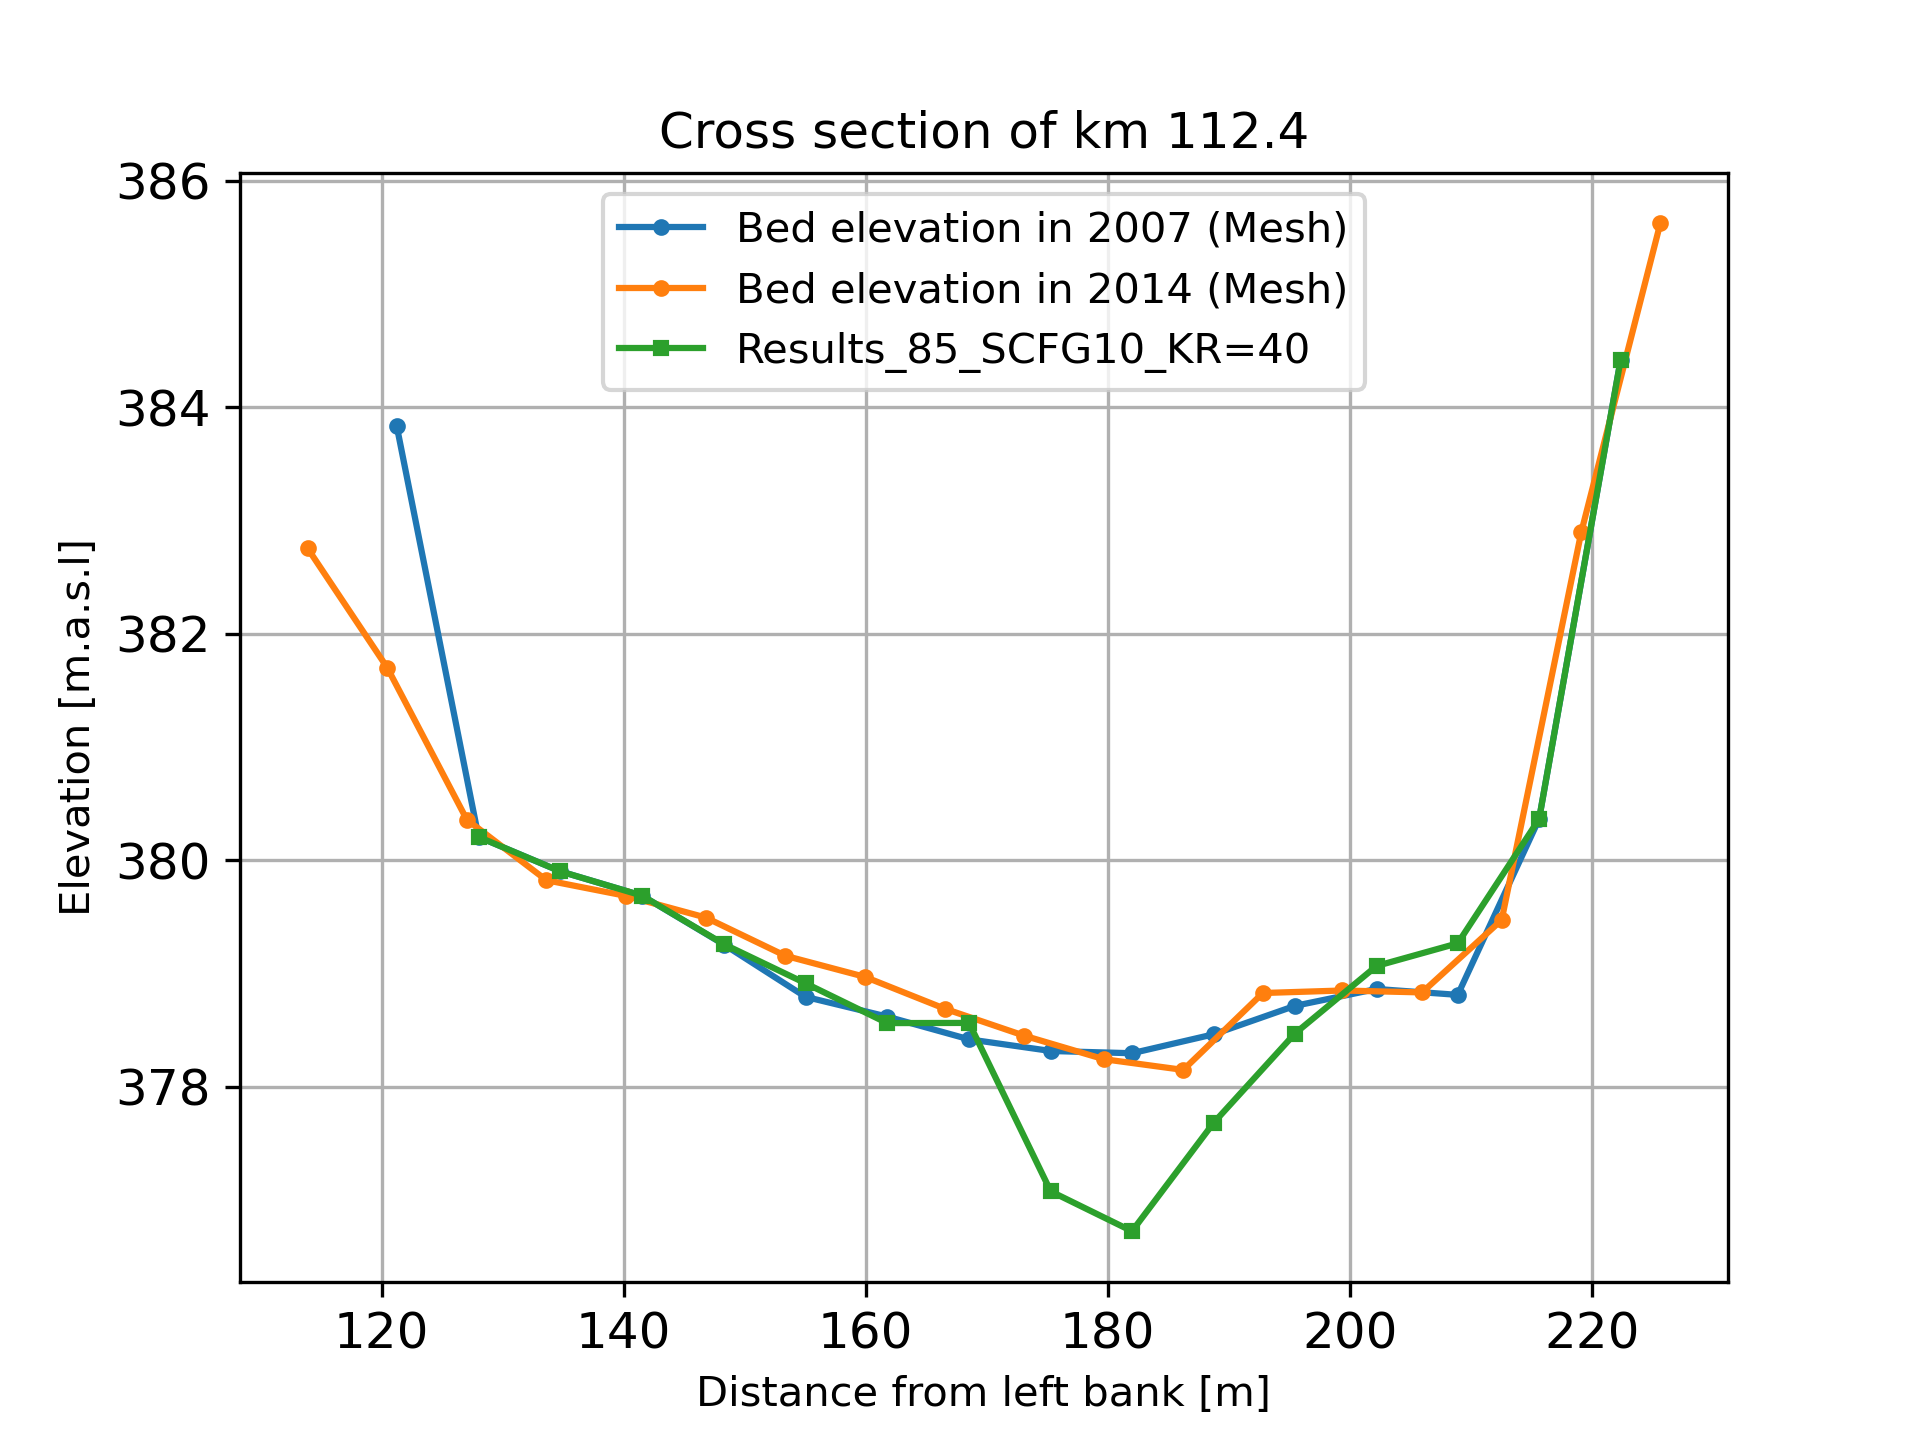 Cross section of km 112.4
386
384
382
380
378
Elevation [m.a.s.l]
Bed elevation in 2007 (Mesh)
Bed elevation in 2014 (Mesh)
Results_85_SCFG10_KR=40
120 140 160 180 200 220
Distance from left bank [m]